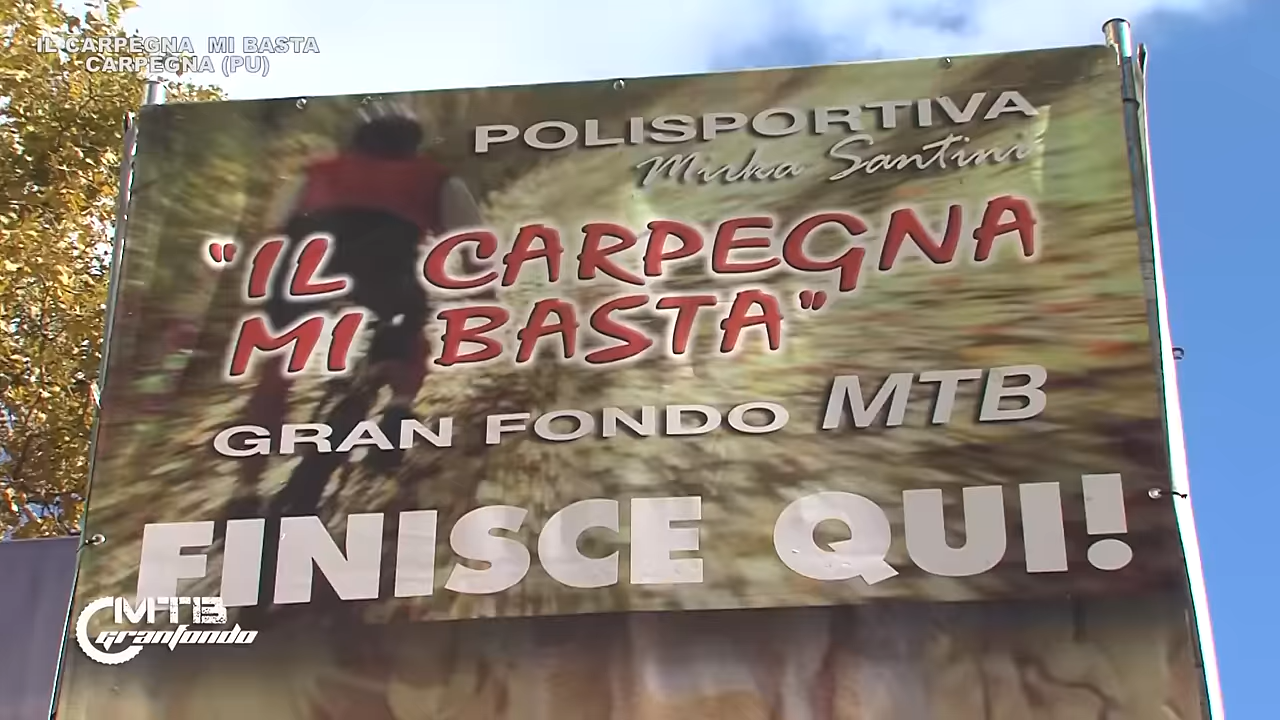 IL CARPEGNA MI BASTA
CARPEGNA (PU)
POLISPORTIVA
Mirka Santini
"IL CARPEGNA
MI BASTA"
GRAN FONDO MTB
FINISCE QUI!
MTB
granfondo